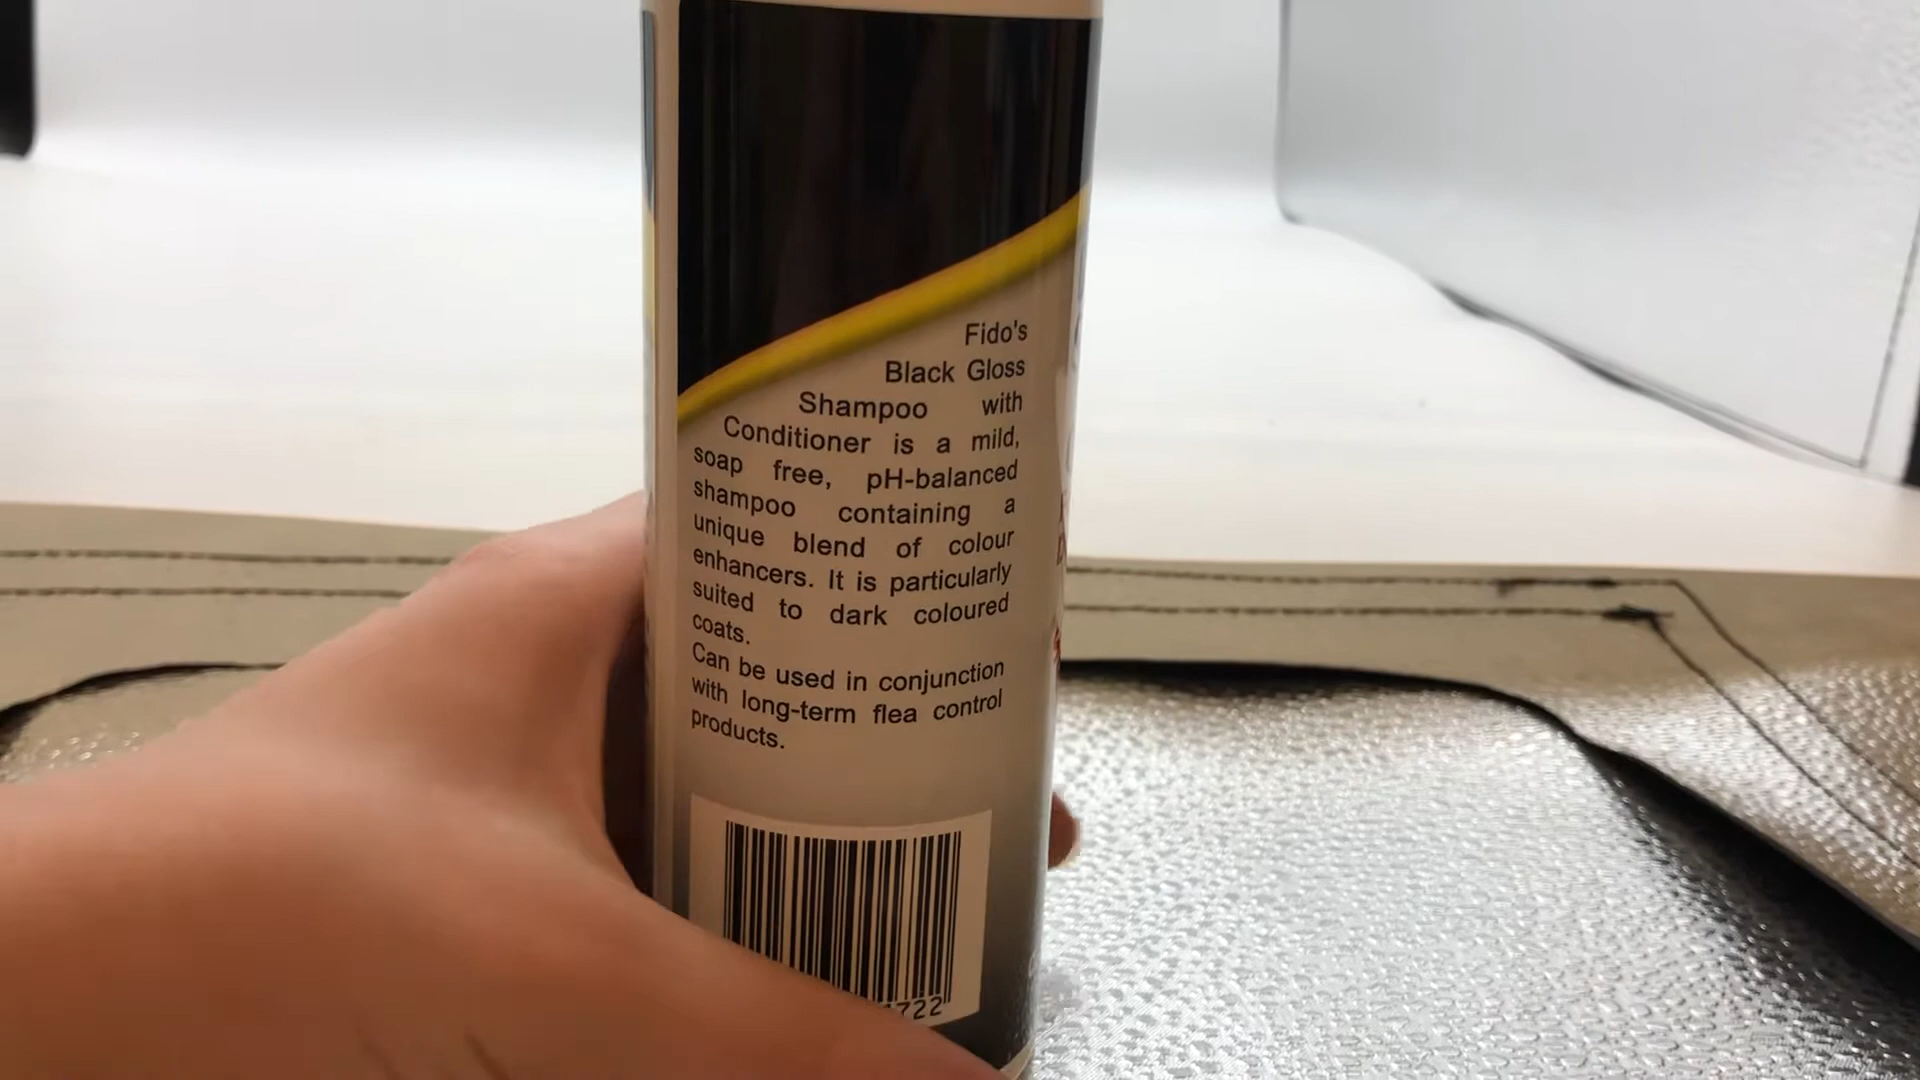 Fido's
Black Gloss
Shampoo with
Conditioner is a mild,
soap free, pH-balanced
shampoo containing a
unique blend of colour
enhancers. It is particularly
suited to dark coloured
coats.
Can be used in conjunction
with long-term flea control
products.
722